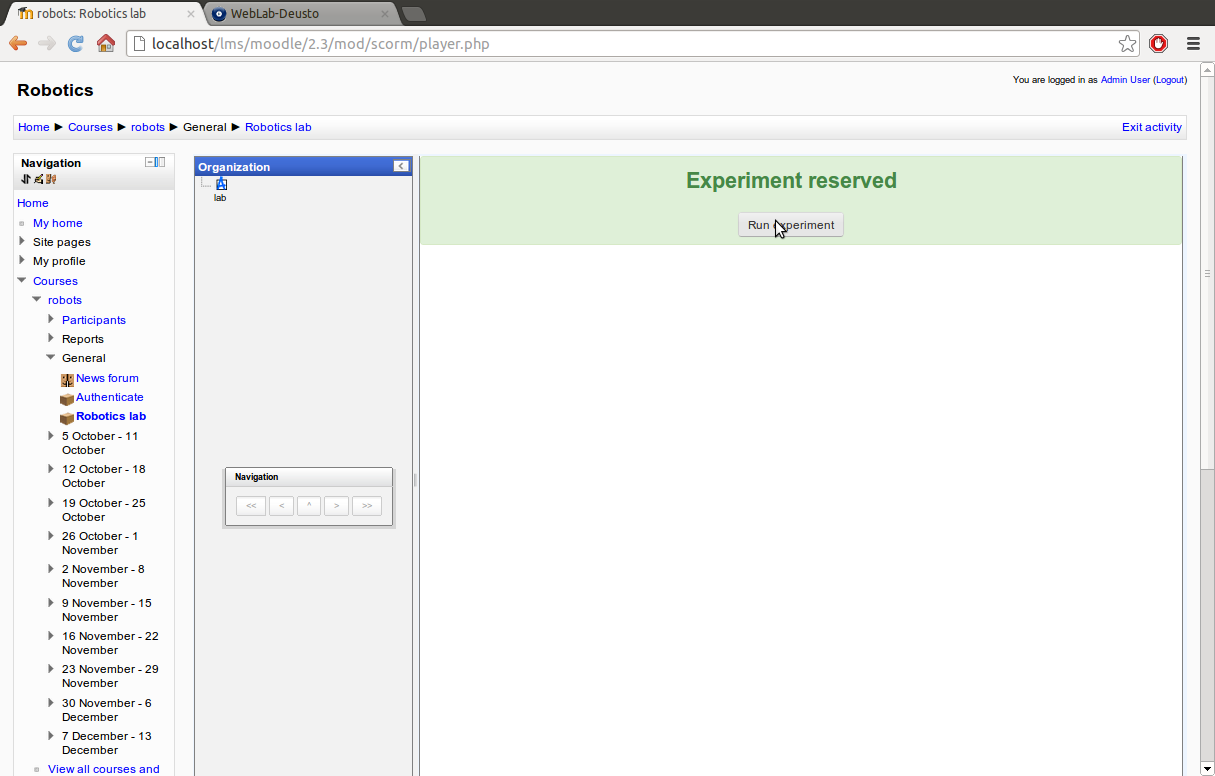 robots: Robotics lab
WebLab-Deusto
localhost/lms/moodle/2.3/mod/scorm/player.php
You are logged in as Admin User (Logout)
Robotics
Home ► Courses ► robots ► General ► Robotics lab
Exit activity
Navigation
Home
My home
Site pages
My profile
Courses
robots
Participants
Reports
General
News forum
Authenticate
Robotics lab
5 October - 11
October
12 October - 18
October
19 October - 25
October
26 October - 1
November
2 November - 8
November
9 November - 15
November
16 November - 22
November
23 November - 29
November
30 November - 6
December
7 December - 13
December
View all courses and
Organization
<
lab
Navigation
<< < ^ > >>
Experiment reserved
Run experiment